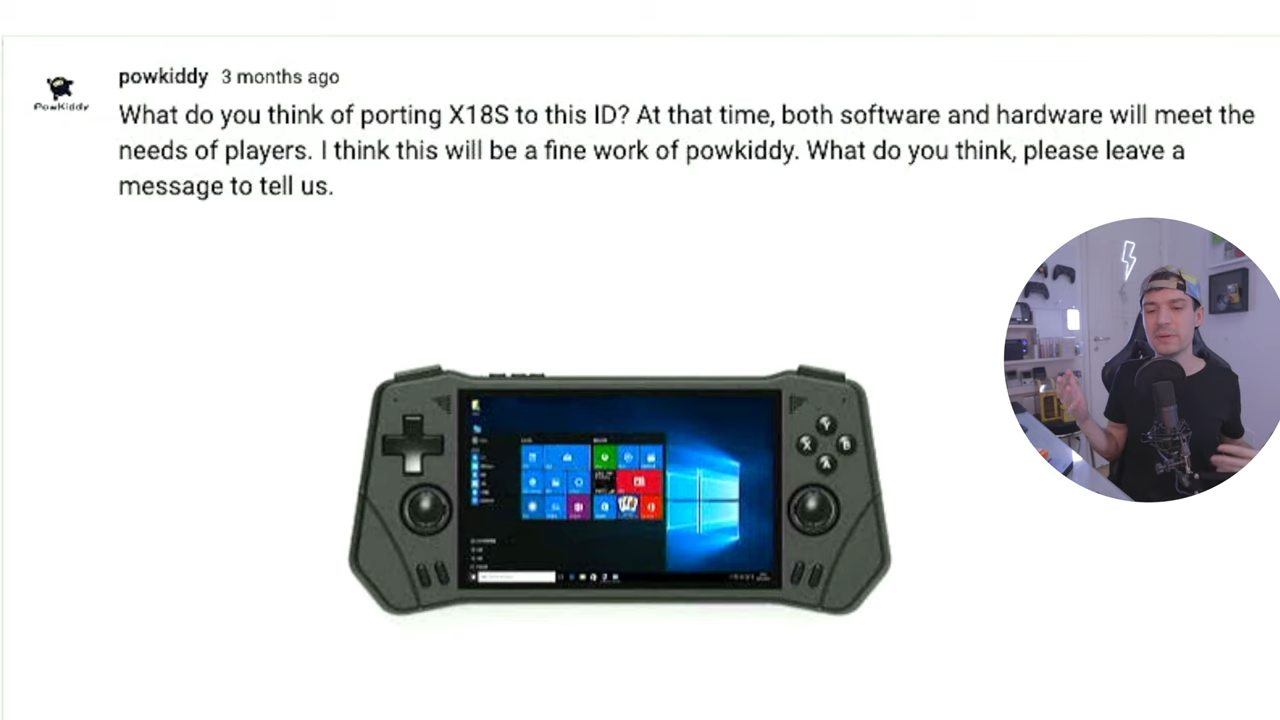 powkiddy 3 months ago
PowKiddy
What do you think of porting X18S to this ID? At that time, both software and hardware will meet the
needs of players. I think this will be a fine work of powkiddy. What do you think, please leave a
message to tell us.
Y
X B
A